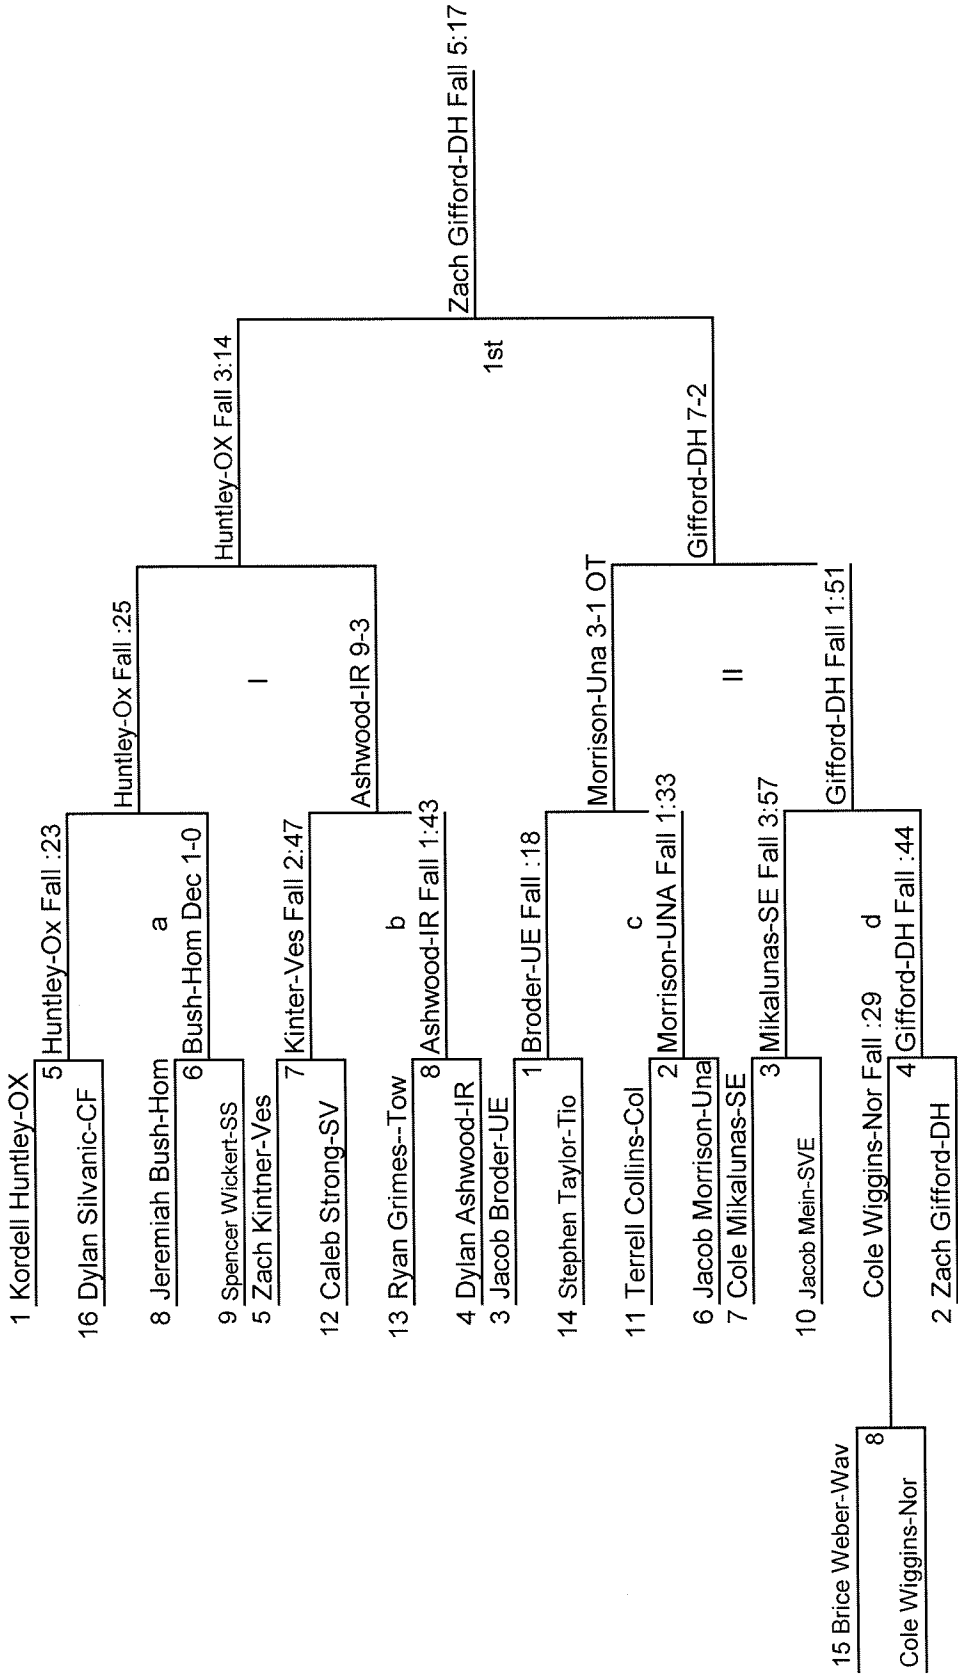 1 Kordell Huntley-OX
5
16 Dylan Silvanic-CF
8 Jeremiah Bush-Hom
6
9 Spencer Wickert-SS
5 Zach Kintner-Ves
7
12 Caleb Strong-SV
13 Ryan Grimes--Tow
8
4 Dylan Ashwood-IR
3 Jacob Broder-UE
1
14 Stephen Taylor-Tio
11 Terrell Collins-Col
2
6 Jacob Morrison-Una
7 Cole Mikalunas-SE
3
10 Jacob Mein-SVE
15 Brice Weber-Wav
8
Cole Wiggins-Nor
Cole Wiggins-Nor Fall :29
4
2 Zach Gifford-DH
Huntley-Ox Fall :23
a
Bush-Hom Dec 1-0
Kinter-Ves Fall 2:47
b
Ashwood-IR Fall 1:43
Broder-UE Fall :18
c
Morrison-UNA Fall 1:33
Mikalunas-SE Fall 3:57
d
Gifford-DH Fall :44
Huntley-Ox Fall :25
I
Ashwood-IR 9-3
Morrison-Una 3-1 OT
II
Gifford-DH Fall 1:51
Huntley-OX Fall 3:14
1st
Gifford-DH 7-2
Zach Gifford-DH Fall 5:17